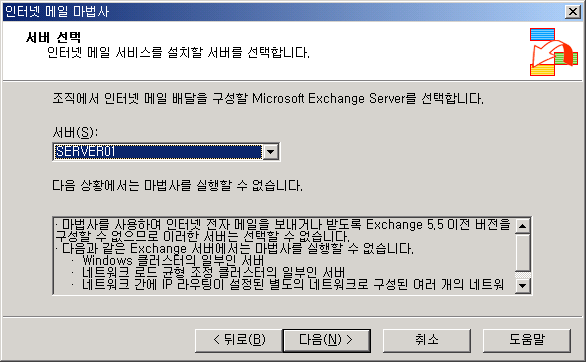 인터넷 메일 마법사
서버 선택
인터넷 메일 서비스를 설치할 서버를 선택합니다.
조직에서 인터넷 메일 배달을 구성할 Microsoft Exchange Server를 선택합니다.
서버(S):
SERVER01
다음 상황에서는 마법사를 실행할 수 없습니다.
· 마법사를 사용하여 인터넷 전자 메일을 보내거나 받도록 Exchange 5.5 이전 버전을
구성할 수 없으므로 이러한 서버는 선택할 수 없습니다.
· 다음과 같은 Exchange 서버에서는 마법사를 실행할 수 없습니다.
· Windows 클러스터의 일부인 서버
· 네트워크 로드 균형 조정 클러스터의 일부인 서버
· 네트워크 간에 IP 라우팅이 설정된 별도의 네트워크로 구성된 여러 개의 네트워
< 뒤로(B)
다음(N) >
취소
도움말